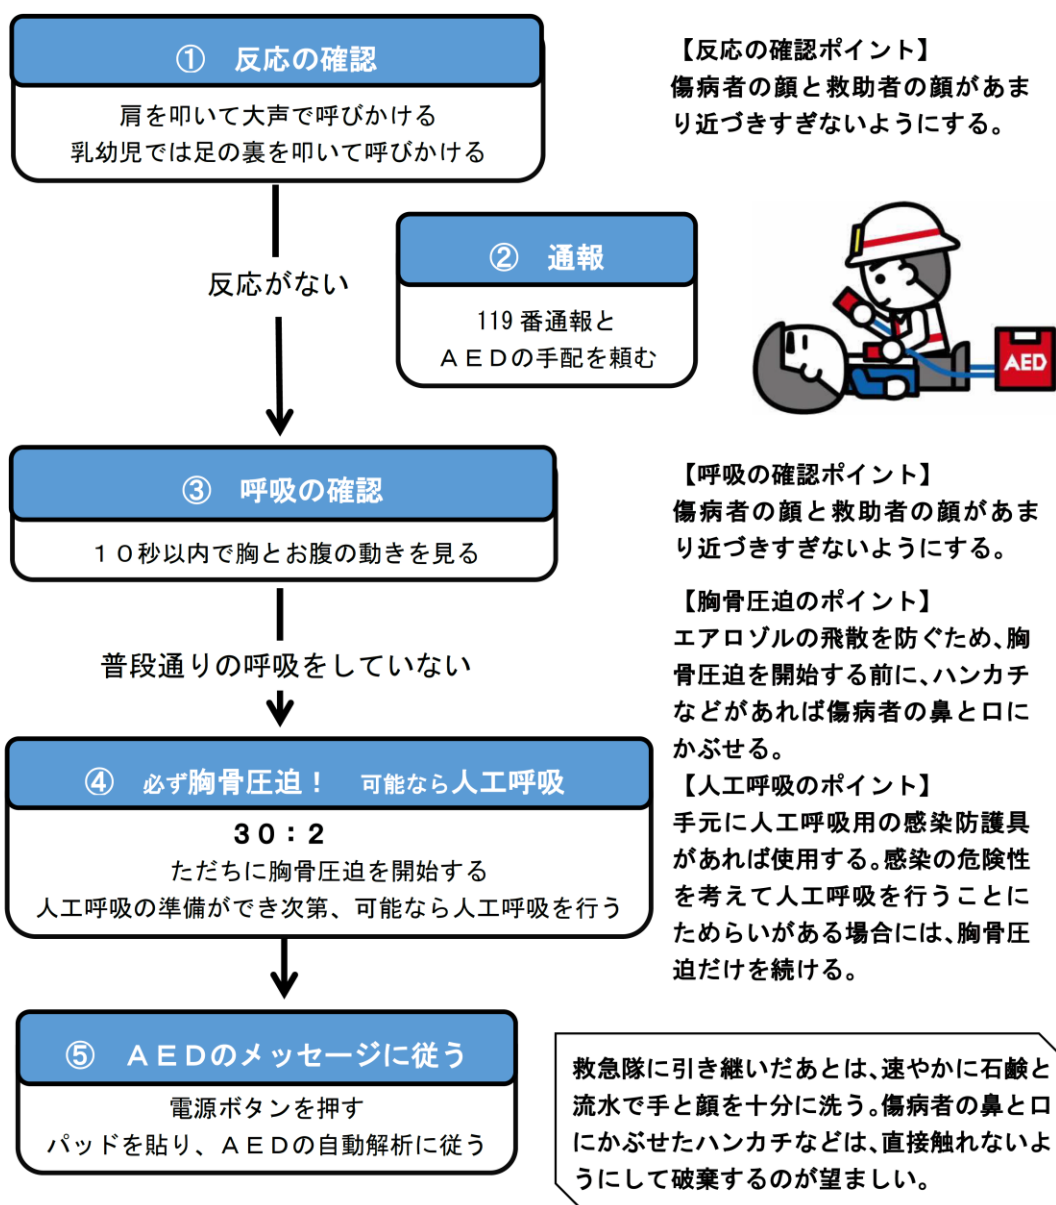 ① 反応の確認
肩を叩いて大声で呼びかける
乳幼児では足の裏を叩いて呼びかける
【反応の確認ポイント】
傷病者の顔と救助者の顔があま
り近づきすぎないようにする。
反応がない
② 通報
119番通報と
ＡＥＤの手配を頼む
AED
③ 呼吸の確認
１０秒以内で胸とお腹の動きを見る
【呼吸の確認ポイント】
傷病者の顔と救助者の顔があま
り近づきすぎないようにする。
普段通りの呼吸をしていない
【胸骨圧迫のポイント】
エアロゾルの飛散を防ぐため、胸
骨圧迫を開始する前に、ハンカチ
などがあれば傷病者の鼻と口に
かぶせる。
④ 必ず胸骨圧迫！ 可能なら人工呼吸
３０：２
ただちに胸骨圧迫を開始する
人工呼吸の準備ができ次第、可能なら人工呼吸を行う
【人工呼吸のポイント】
手元に人工呼吸用の感染防護具
があれば使用する。感染の危険性
を考えて人工呼吸を行うことに
ためらいがある場合には、胸骨圧
迫だけを続ける。
⑤ ＡＥＤのメッセージに従う
電源ボタンを押す
パッドを貼り、ＡＥＤの自動解析に従う
救急隊に引き継いだあとは、速やかに石鹸と
流水で手と顔を十分に洗う。傷病者の鼻と口
にかぶせたハンカチなどは、直接触れないよ
うにして破棄するのが望ましい。